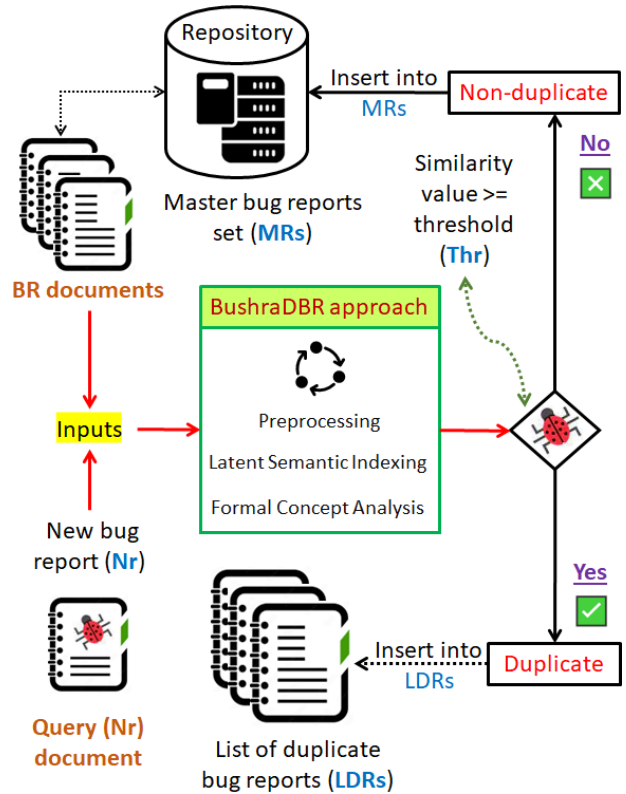 Repository
Insert into
MRs
Non-duplicate
No
Master bug reports
set (MRs)
Similarity
value >=
threshold
(Thr)
BR documents
BushraDBR approach
Preprocessing
Latent Semantic Indexing
Formal Concept Analysis
Inputs
New bug
report (Nr)
Query (Nr)
document
Yes
Insert into
LDRs
Duplicate
List of duplicate
bug reports (LDRs)